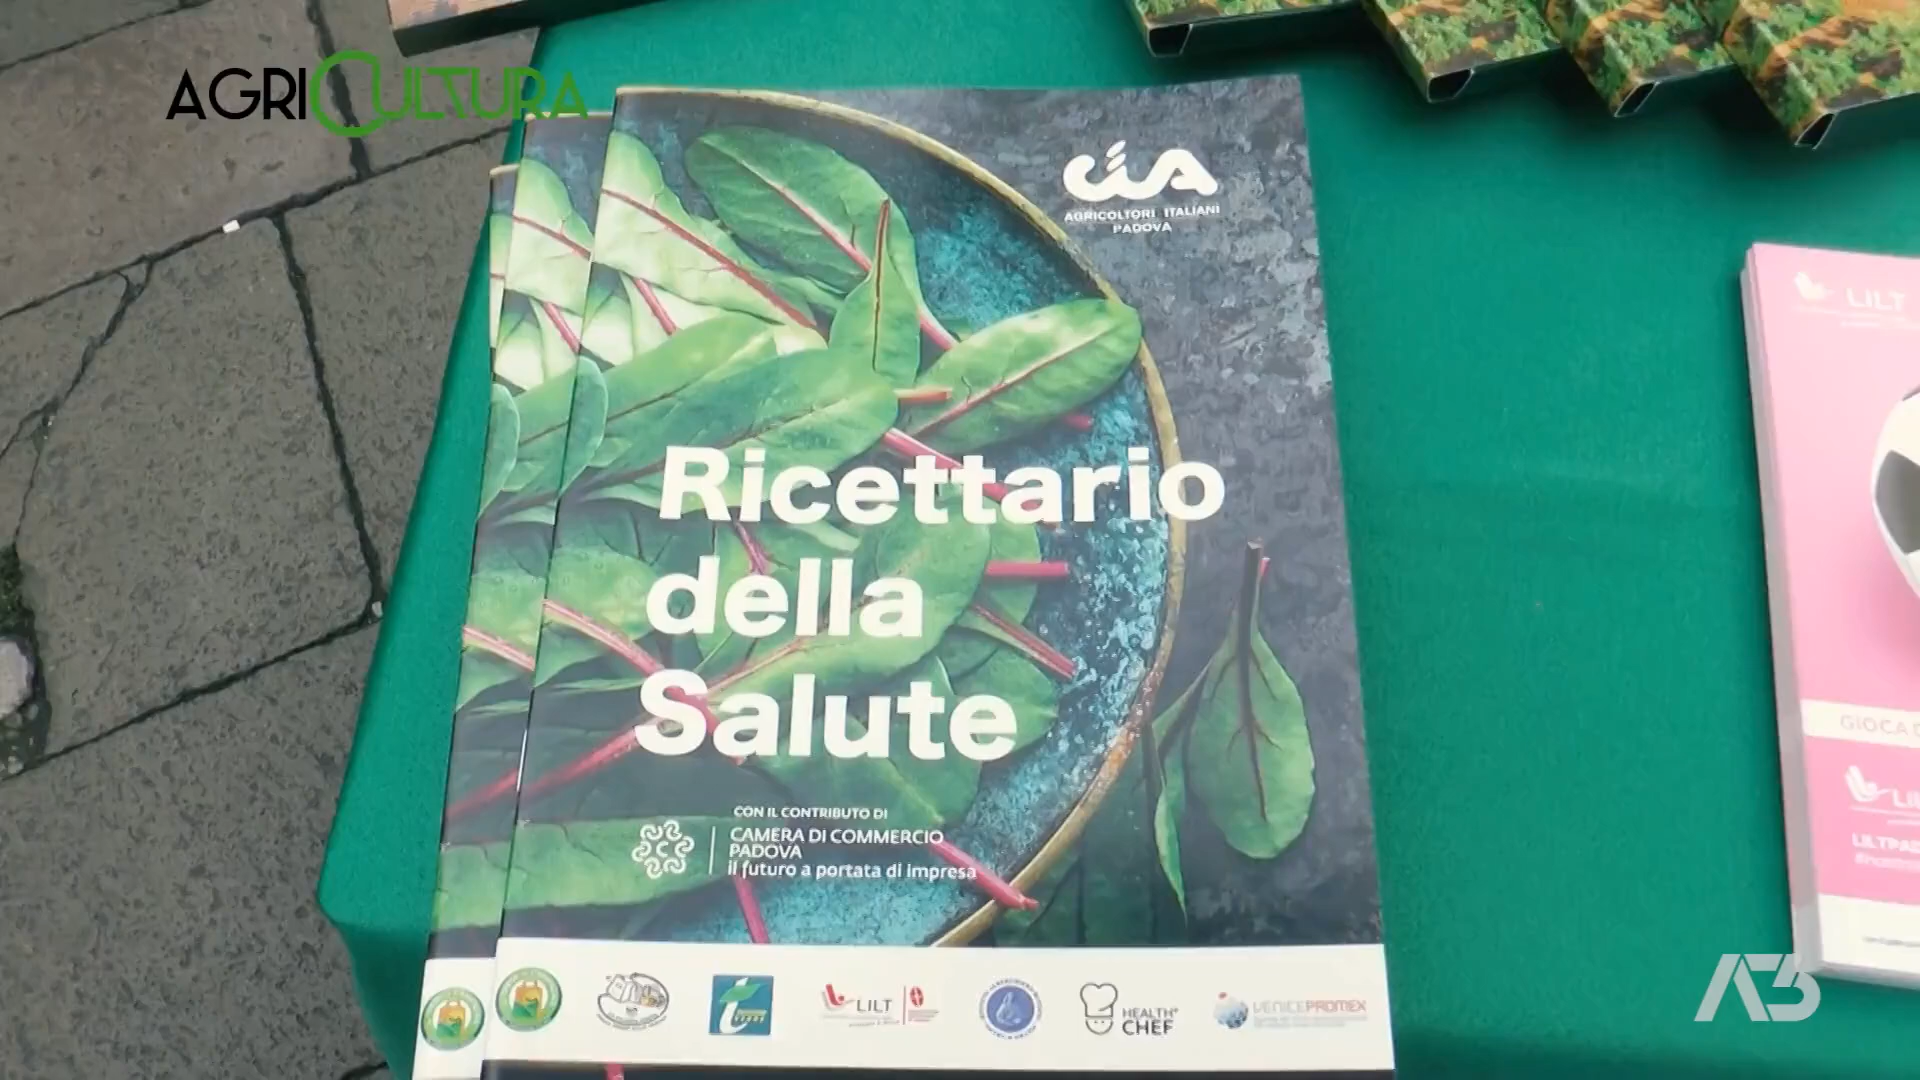 AGRICULTURA
CIA
AGRICOLTORI ITALIANI
PADOVA
Ricettario
della
Salute
CON IL CONTRIBUTO DI
CAMERA DI COMMERCIO
PADOVA
il futuro a portata di impresa
LILT
HEALTH
CHEF
VENICEPROMEX
LILT
GIOCA
LILTPAD
A3